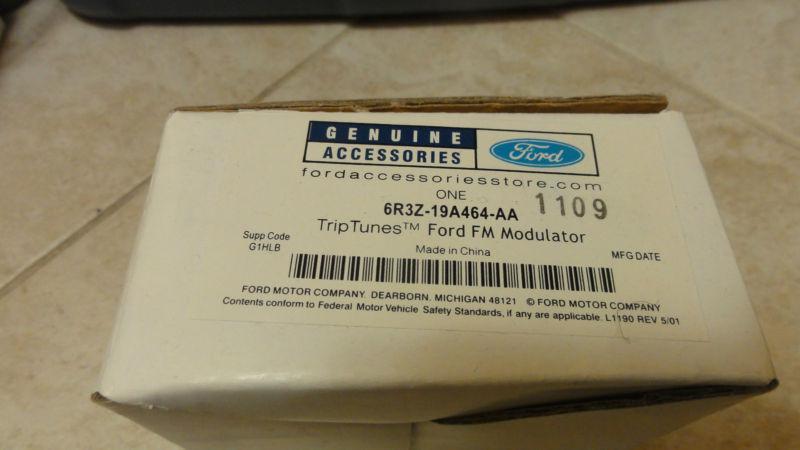 GENUINE
ACCESSORIES
Ford
fordaccessoriesstore.com
ONE
6R3Z-19A464-AA 1109
TripTunes™ Ford FM Modulator
Supp Code
G1HLB
Made in China
MFG DATE
FORD MOTOR COMPANY. DEARBORN. MICHIGAN 48121 © FORD MOTOR COMPANY
Contents conform to Federal Motor Vehicle Safety Standards, if any are applicable. L1190 REV 5/01